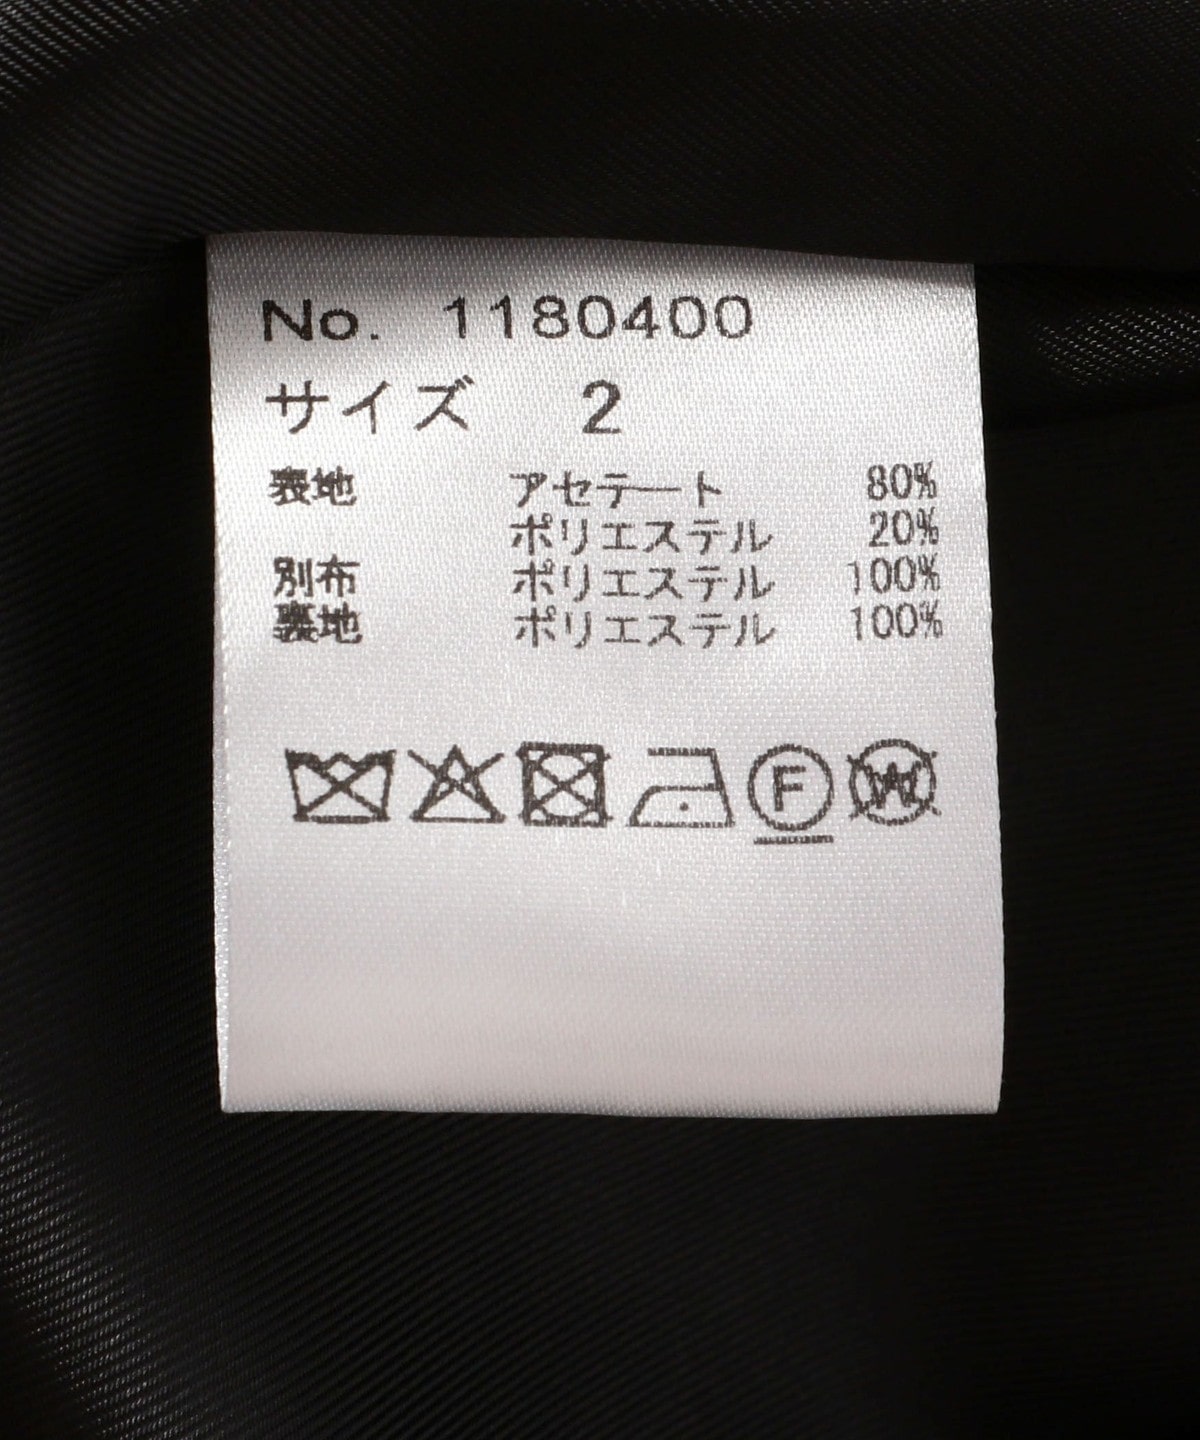 No. 1180400
サイズ 2
表地 アセテート 80%
ポリエステル 20%
別布 ポリエステル 100%
裏地 ポリエステル 100%
F W